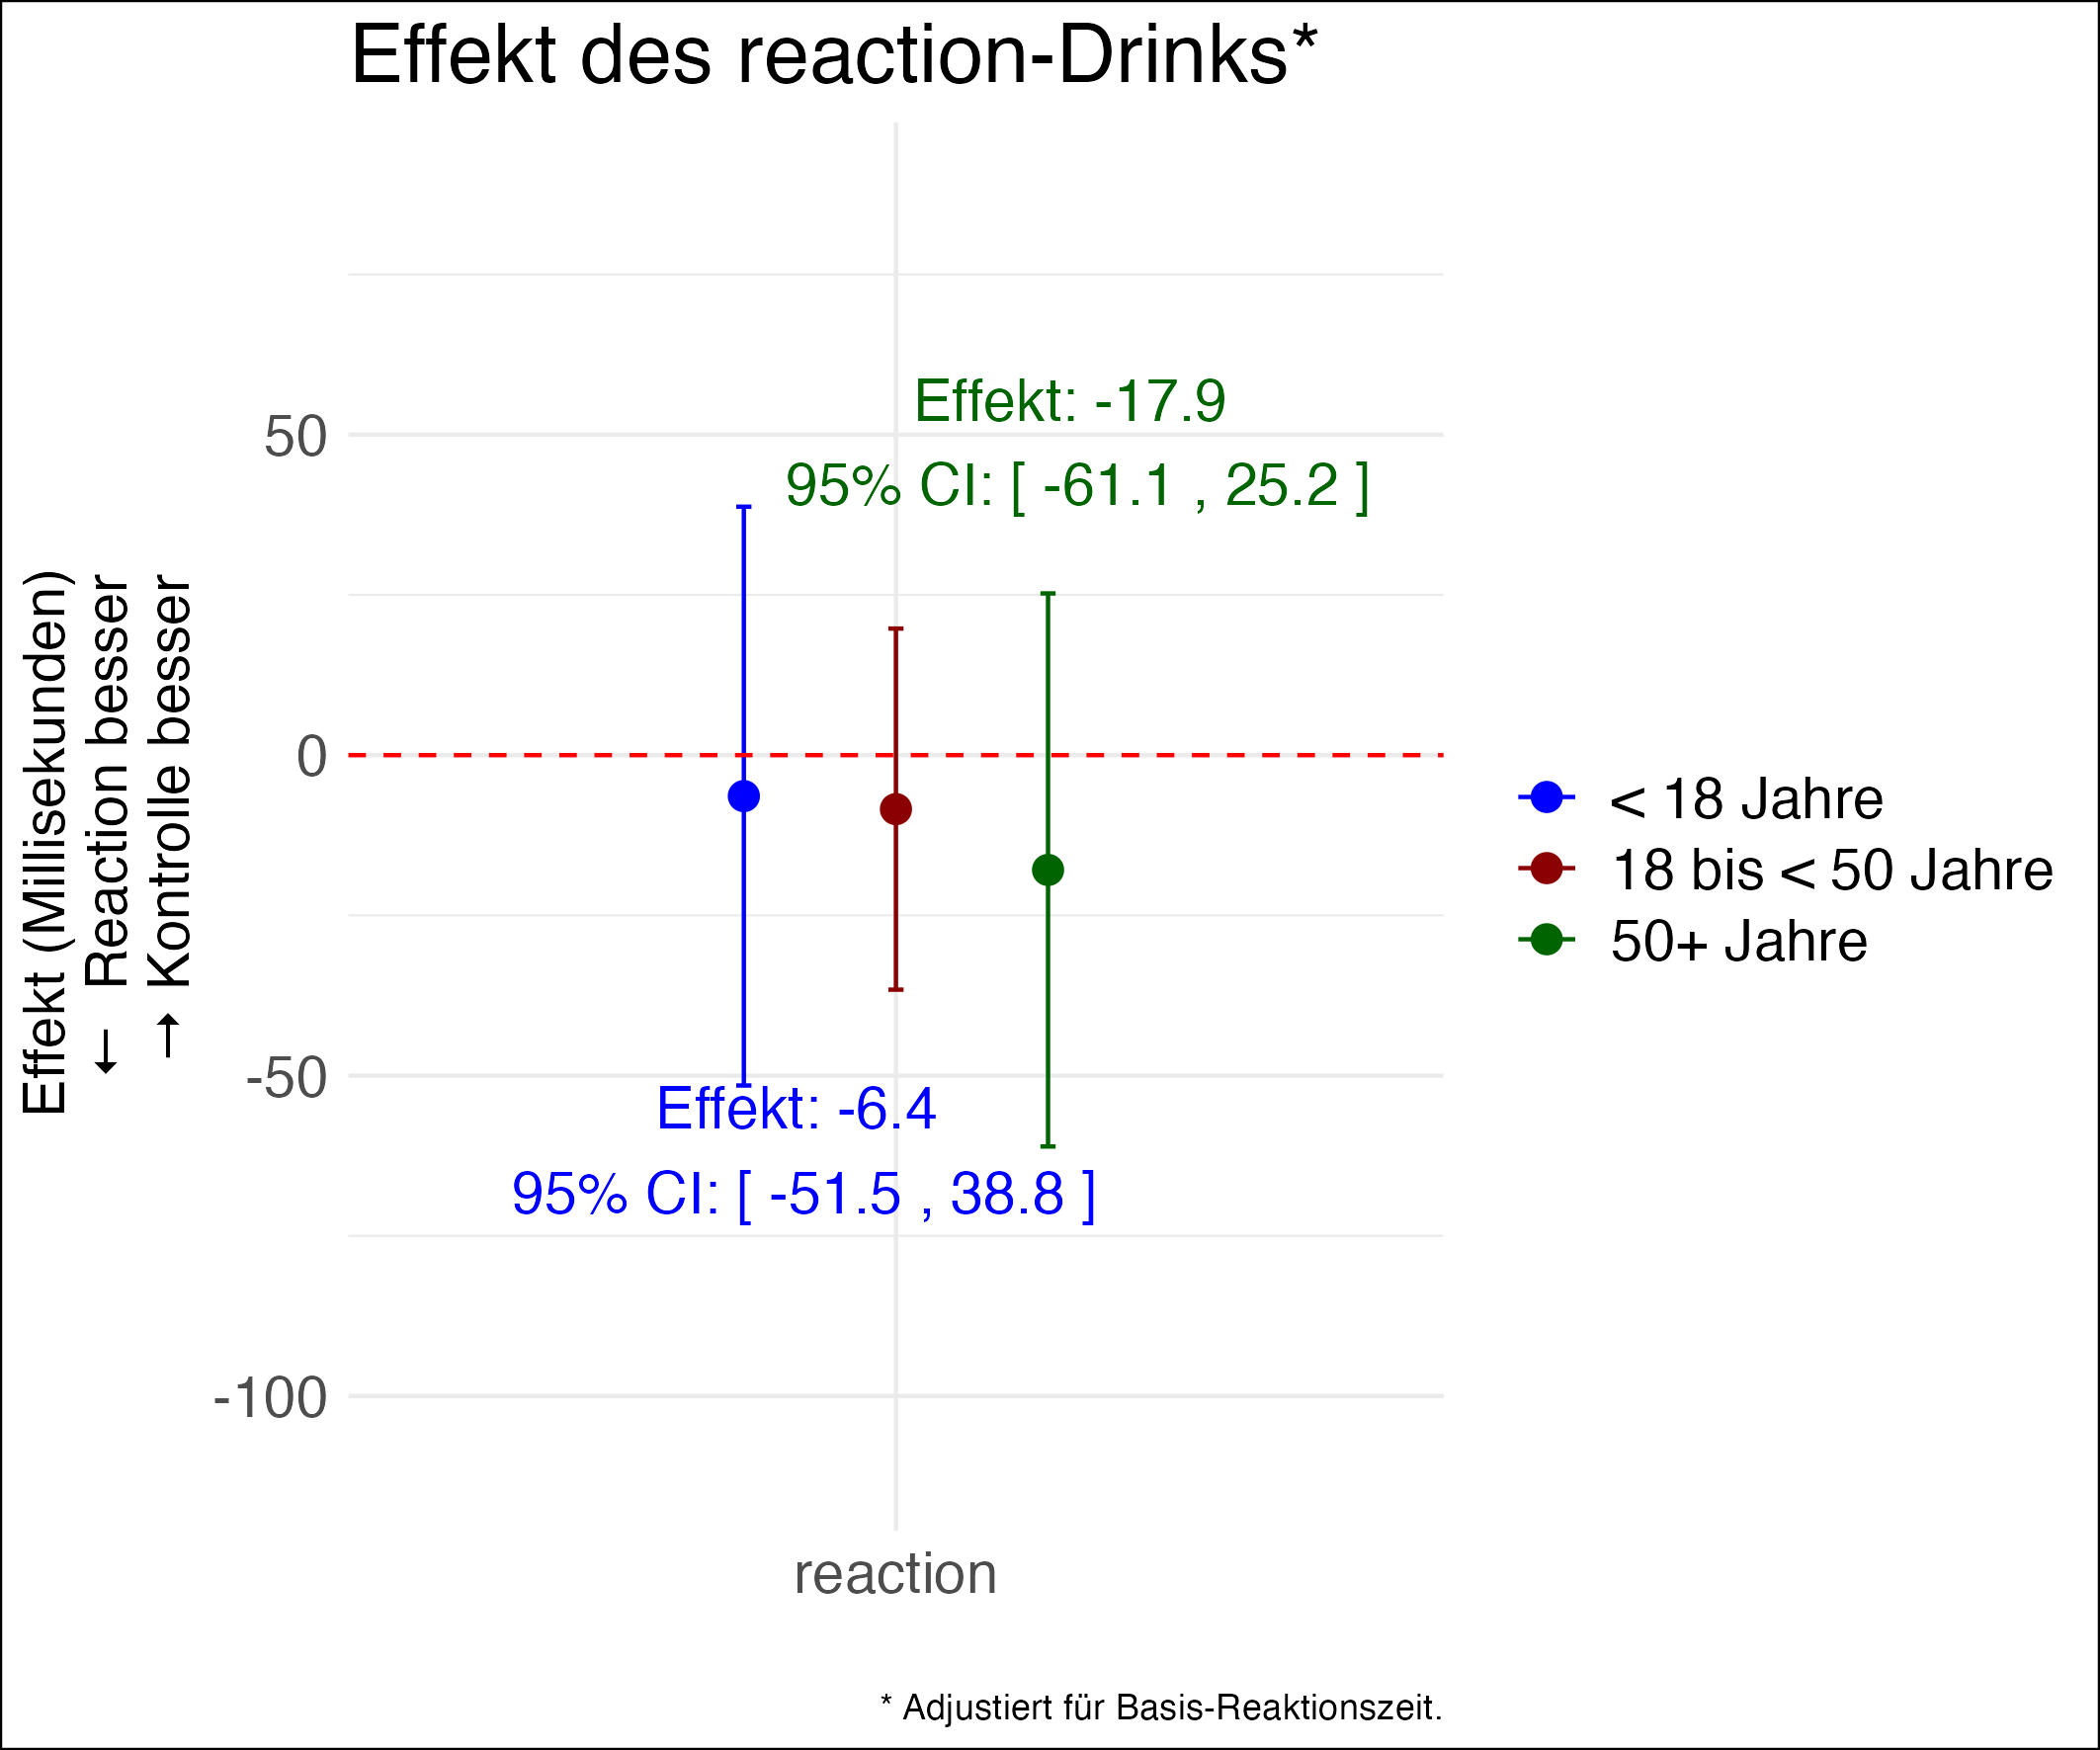 Effekt des reaction-Drinks*
Effekt (Millisekunden)
← Reaction besser
→ Kontrolle besser
50
0
-50
-100
Effekt: -17.9
95% CI: [ -61.1 , 25.2 ]
Effekt: -6.4
95% CI: [ -51.5 , 38.8 ]
< 18 Jahre
18 bis < 50 Jahre
50+ Jahre
reaction
* Adjustiert für Basis-Reaktionszeit.